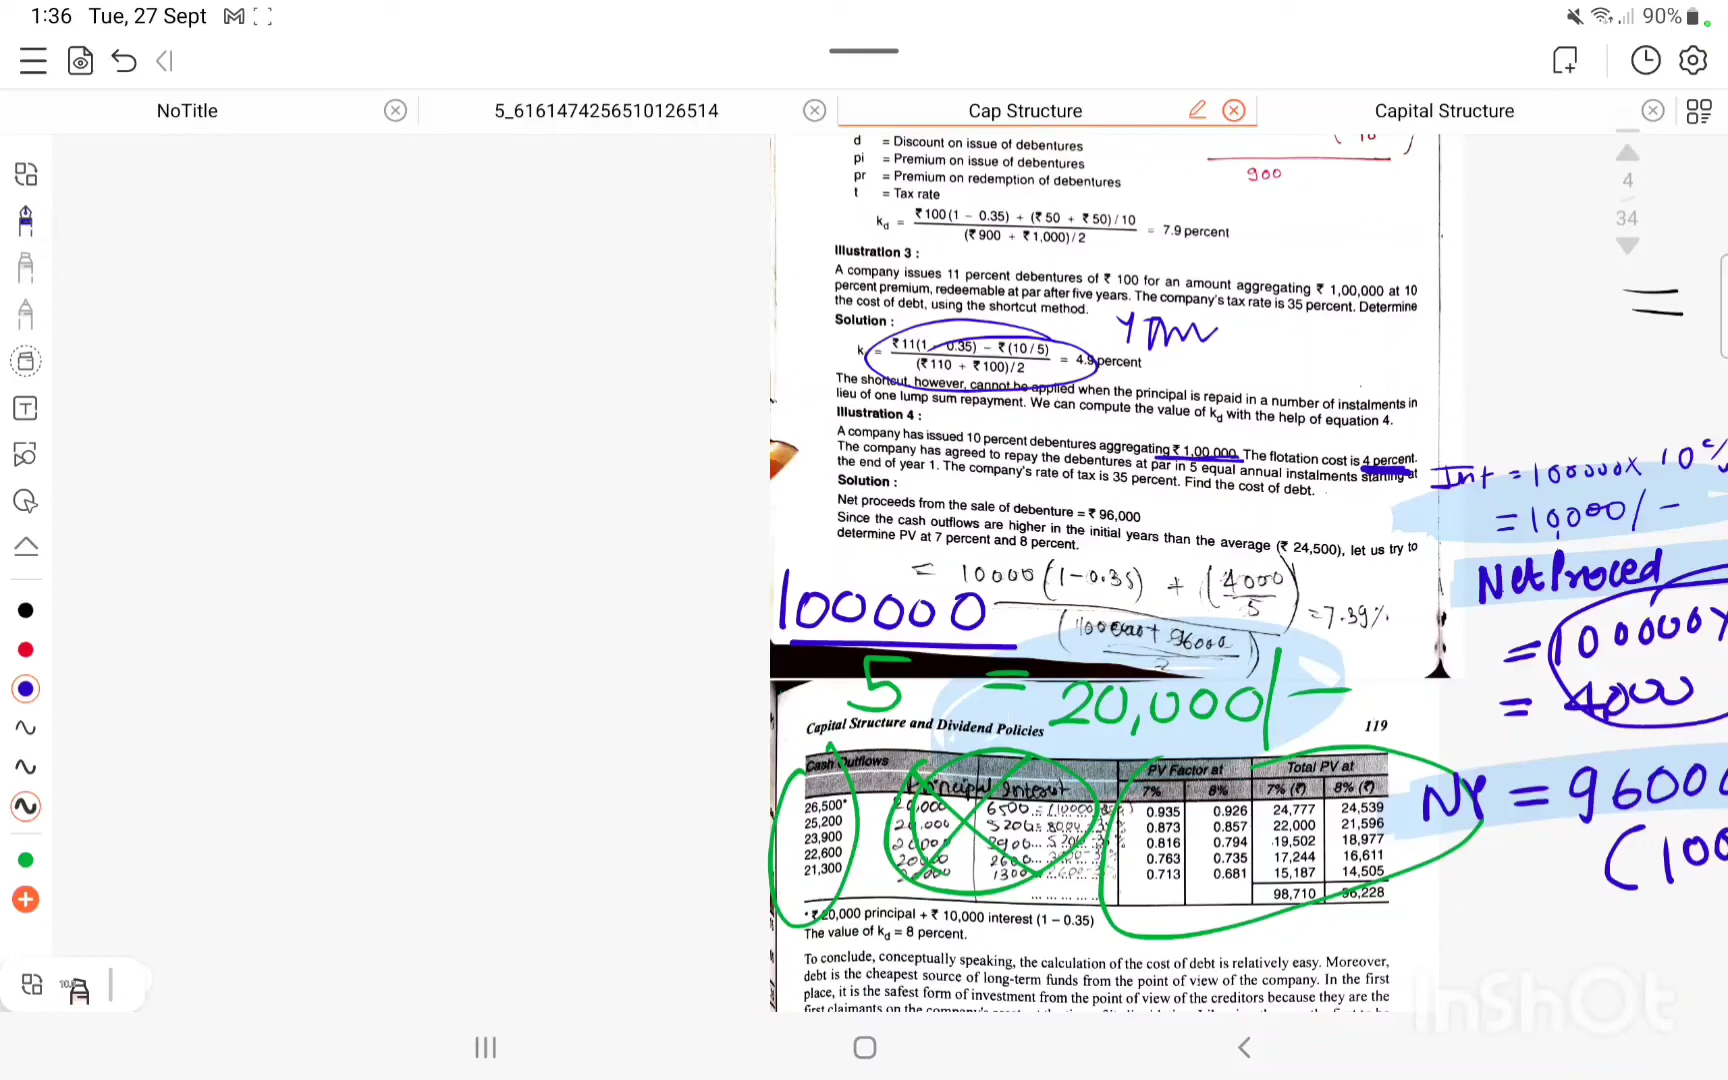 1:36 Tue, 27 Sept
90%
NoTitle
5_6161474256510126514
Cap Structure
Capital Structure
4
34
d = Discount on issue of debentures
pi = Premium on issue of debentures
pr = Premium on redemption of debentures
t = Tax rate
900
kd = ₹ 100 (1 - 0.35) + (₹ 50 + ₹ 50) / 10
(₹ 900 + ₹ 1,000) / 2
= 7.9 percent
Illustration 3 :
A company issues 11 percent debentures of ₹ 100 for an amount aggregating ₹ 1,00,000 at 10
percent premium, redeemable at par after five years. The company's tax rate is 35 percent. Determine
the cost of debt, using the shortcut method.
Solution :
YTM
= ₹ 11(1 - 0.35) - ₹ (10 / 5)
(₹ 110 + ₹ 100) / 2
= 4.9 percent
The shortcut, however, cannot be applied when the principal is repaid in a number of instalments in
lieu of one lump sum repayment. We can compute the value of kd with the help of equation 4.
Illustration 4 :
A company has issued 10 percent debentures aggregating ₹ 1,00,000. The flotation cost is 4 percent.
The company has agreed to repay the debentures at par in 5 equal annual instalments starting at
the end of year 1. The company's rate of tax is 35 percent. Find the cost of debt.
Solution :
Net proceeds from the sale of debenture = ₹ 96,000
Since the cash outflows are higher in the initial years than the average (₹ 24,500), let us try to
determine PV at 7 percent and 8 percent.
= 10000 (1-0.35) + (4000
5)
= 7.39%
96000
2
100000
5
= 20,000/-
Int = 100000 x 10%
= 10,000/-
Net Proceed
= 100000 x
= 4000
NP = 96000
(100
Capital Structure and Dividend Policies 119
Cash Outflows Principal Interest PV Factor at Total PV at
7% 8% 7% (₹) 8% (₹)
26,500* 20,000 6500 0.935 0.926 24,777 24,539
25,200 20,000 5200 0.873 0.857 22,000 21,596
23,900 20000 0.816 0.794 19,502 18,977
22,600 20000 2600 0.763 0.735 17,244 16,611
21,300 1300 0.713 0.681 15,187 14,505
98,710 96,228
* ₹ 20,000 principal + ₹ 10,000 interest (1 - 0.35)
The value of kd = 8 percent.
To conclude, conceptually speaking, the calculation of the cost of debt is relatively easy. Moreover,
debt is the cheapest source of long-term funds from the point of view of the company. In the first
place, it is the safest form of investment from the point of view of the creditors because they are the
InShOt